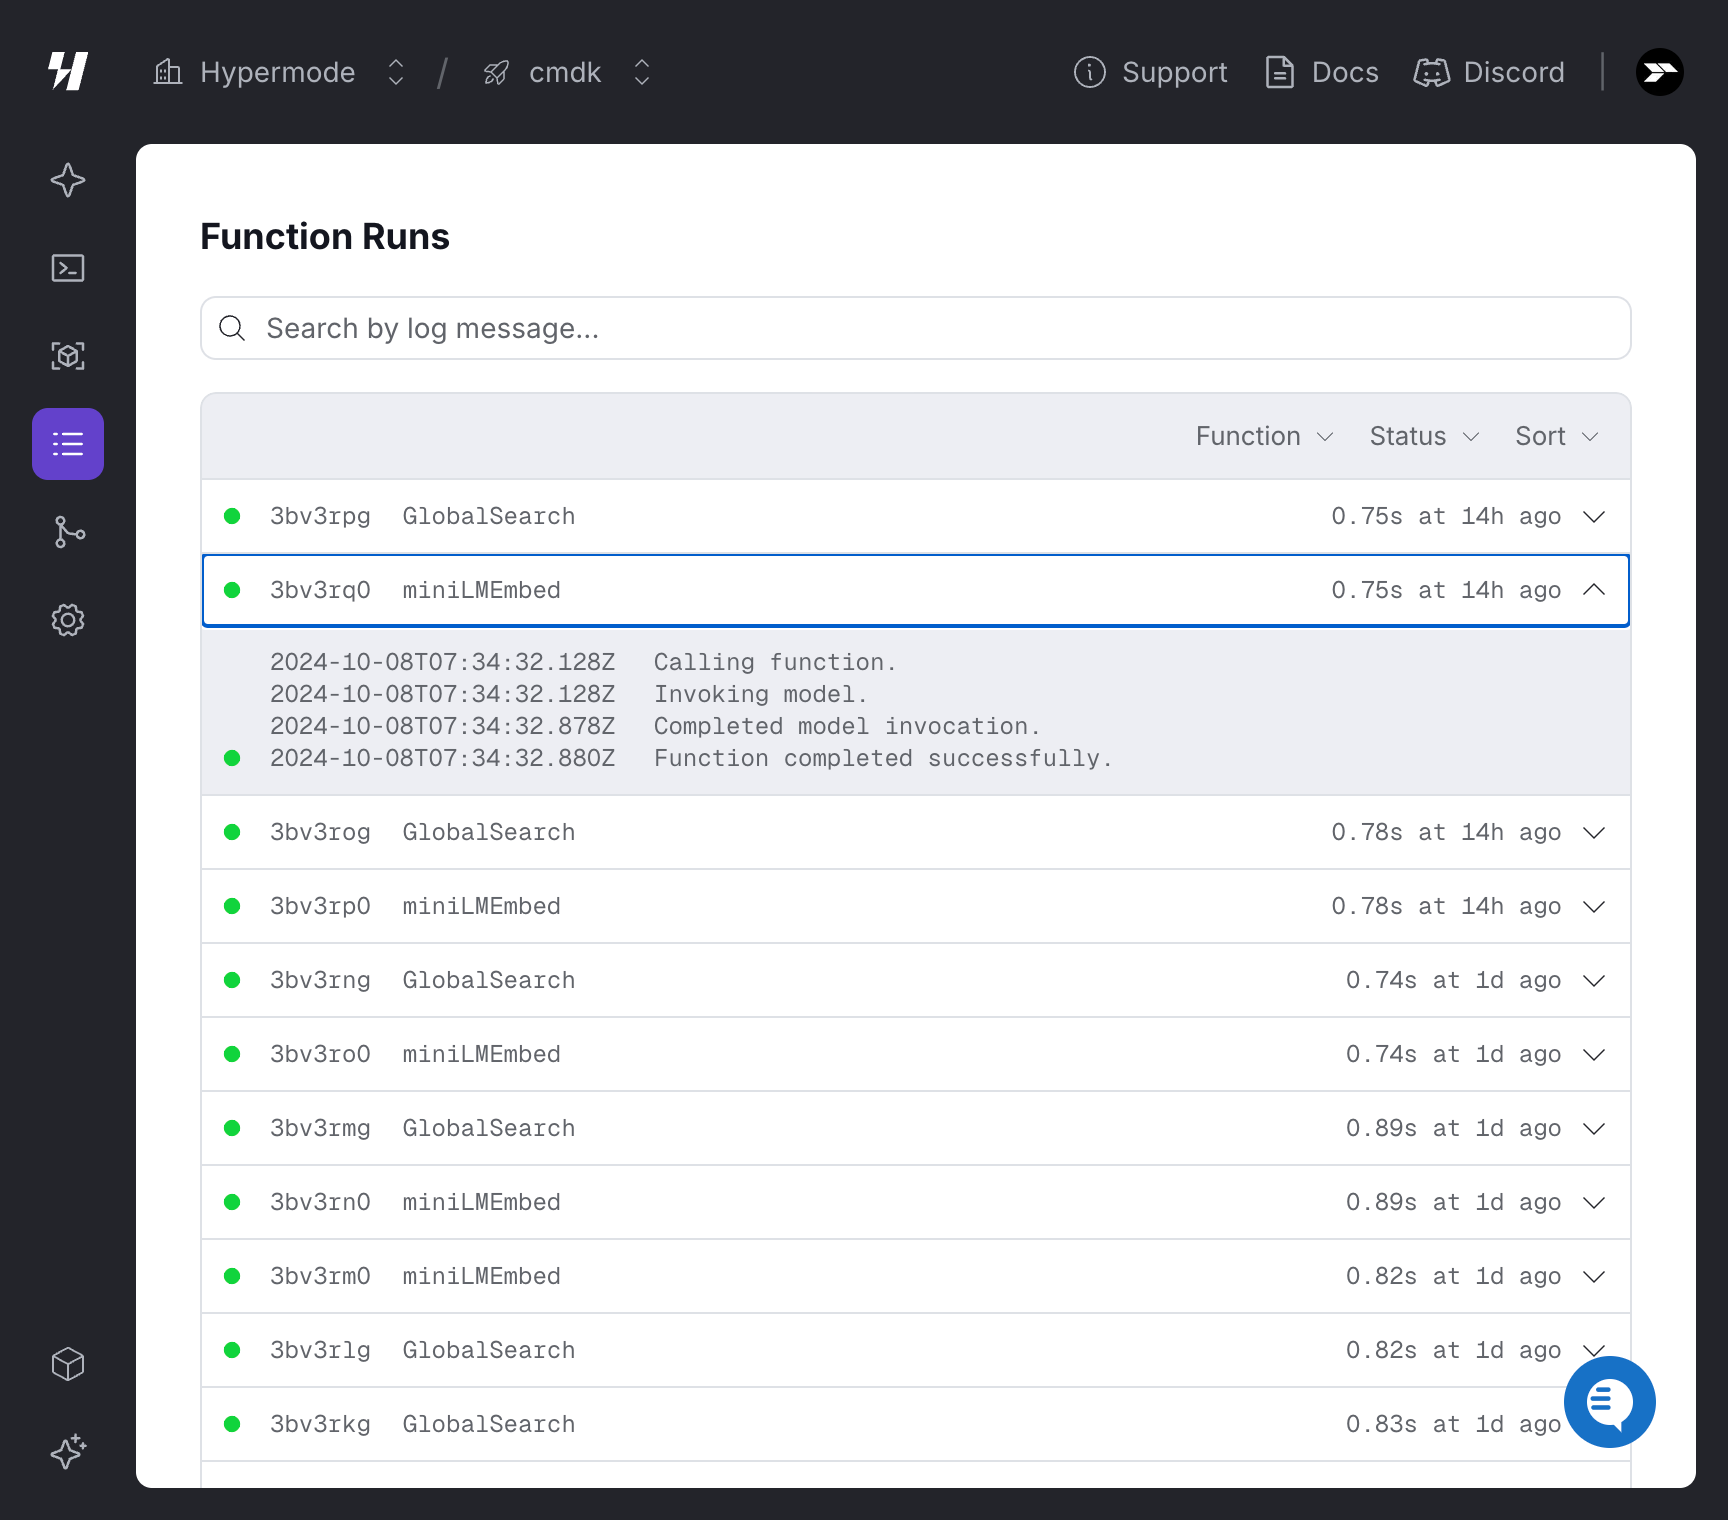 Hypermode / cmdk Support Docs Discord
Function Runs
Search by log message...
Function Status Sort
3bv3rpg GlobalSearch 0.75s at 14h ago
3bv3rq0 miniLMEmbed 0.75s at 14h ago
2024-10-08T07:34:32.128Z Calling function.
2024-10-08T07:34:32.128Z Invoking model.
2024-10-08T07:34:32.878Z Completed model invocation.
2024-10-08T07:34:32.880Z Function completed successfully.
3bv3rog GlobalSearch 0.78s at 14h ago
3bv3rp0 miniLMEmbed 0.78s at 14h ago
3bv3rng GlobalSearch 0.74s at 1d ago
3bv3ro0 miniLMEmbed 0.74s at 1d ago
3bv3rmg GlobalSearch 0.89s at 1d ago
3bv3rn0 miniLMEmbed 0.89s at 1d ago
3bv3rm0 miniLMEmbed 0.82s at 1d ago
3bv3rlg GlobalSearch 0.82s at 1d ago
3bv3rkg GlobalSearch 0.83s at 1d ago